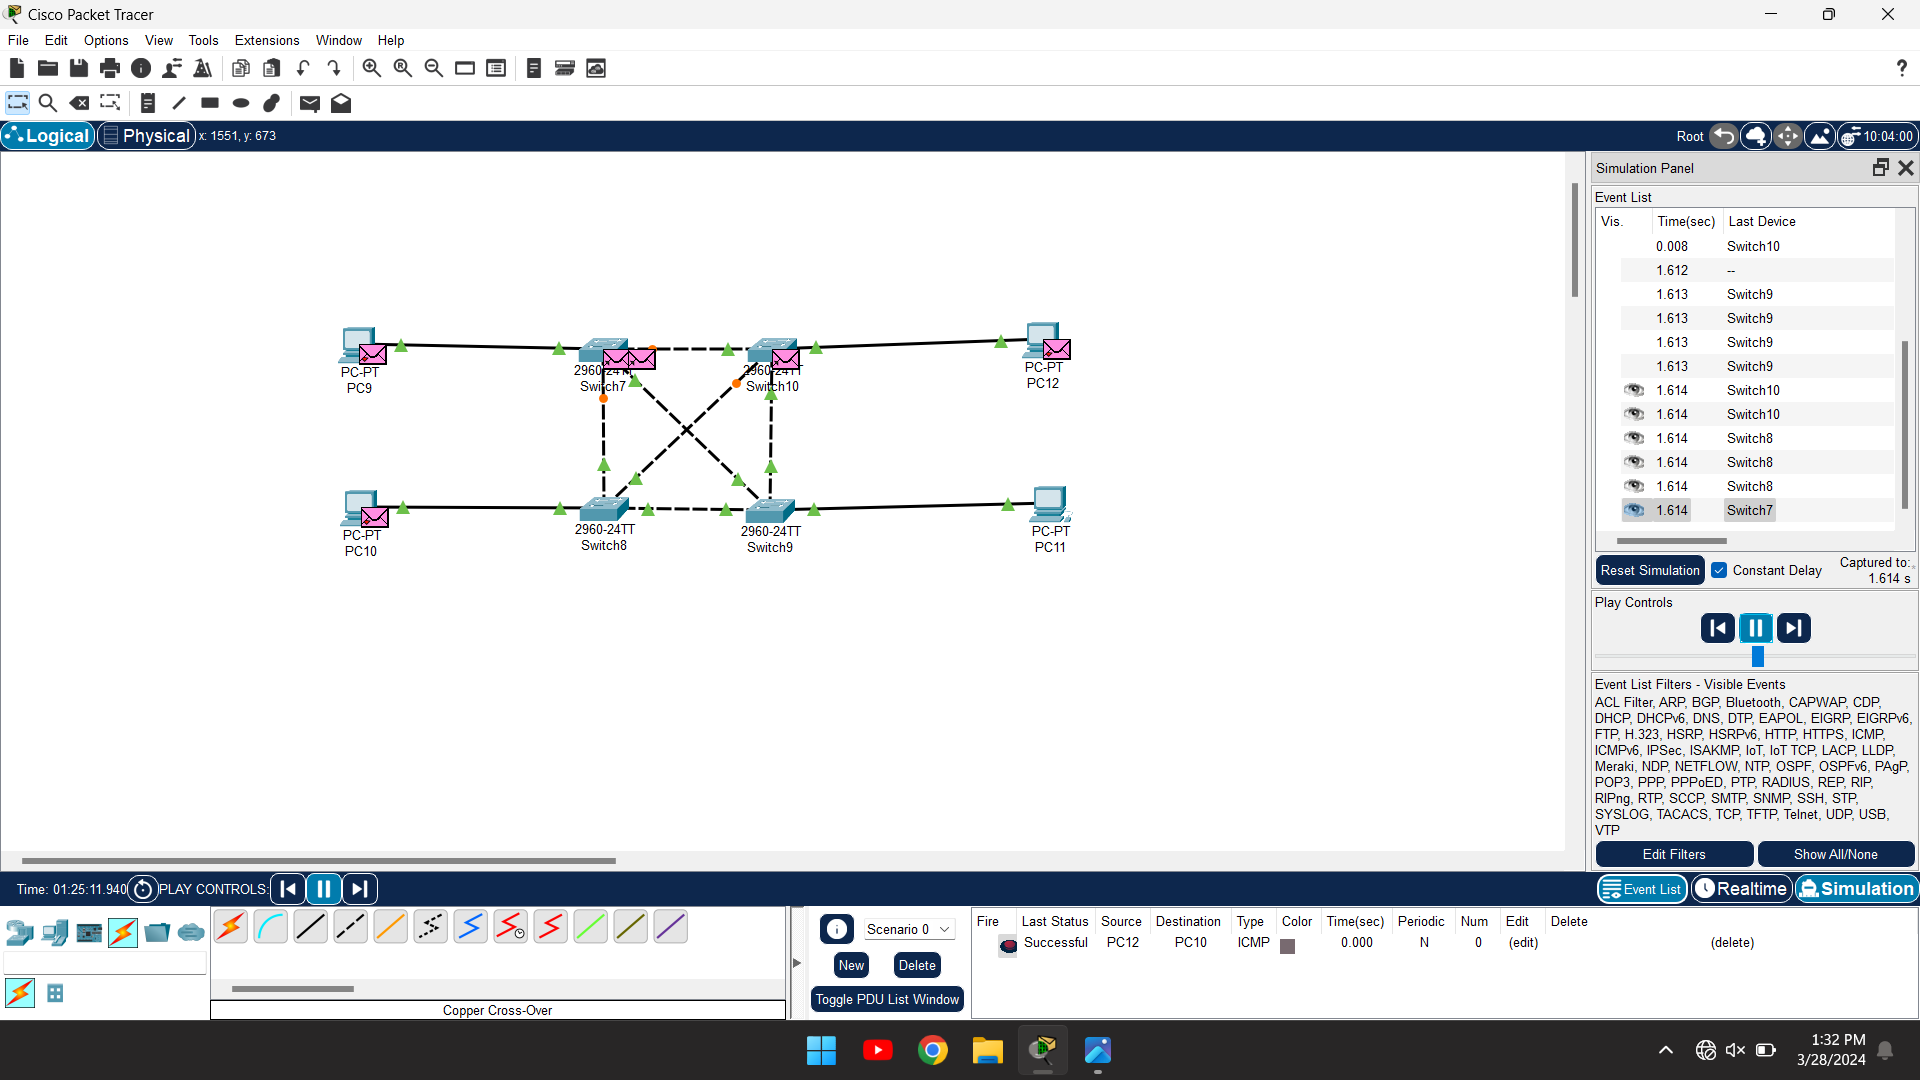 Cisco Packet Tracer
File Edit Options View Tools Extensions Window Help
?
Logical Physical x: 1551, y: 673 Root 10:04:00
Simulation Panel
Event List
Vis. Time(sec) Last Device
0.008 Switch10
1.612 --
1.613 Switch9
1.613 Switch9
1.613 Switch9
1.613 Switch9
1.614 Switch10
1.614 Switch10
1.614 Switch8
1.614 Switch8
1.614 Switch8
1.614 Switch7
Reset Simulation Constant Delay Captured to:
1.614 s
Play Controls
Event List Filters - Visible Events
ACL Filter, ARP, BGP, Bluetooth, CAPWAP, CDP,
DHCP, DHCPv6, DNS, DTP, EAPOL, EIGRP, EIGRPv6,
FTP, H.323, HSRP, HSRPv6, HTTP, HTTPS, ICMP,
ICMPv6, IPSec, ISAKMP, IoT, IoT TCP, LACP, LLDP,
Meraki, NDP, NETFLOW, NTP, OSPF, OSPFv6, PAgP,
POP3, PPP, PPPoED, PTP, RADIUS, REP, RIP,
RIPng, RTP, SCCP, SMTP, SNMP, SSH, STP,
SYSLOG, TACACS, TCP, TFTP, Telnet, UDP, USB,
VTP
Edit Filters Show All/None
PC-PT
PC9
2960-24TT
Switch7
2960-24TT
Switch10
PC-PT
PC12
PC-PT
PC10
2960-24TT
Switch8
2960-24TT
Switch9
PC-PT
PC11
Time: 01:25:11.940 PLAY CONTROLS: Event List Realtime Simulation
Copper Cross-Over
Scenario 0
New Delete
Toggle PDU List Window
Fire Last Status Source Destination Type Color Time(sec) Periodic Num Edit Delete
Successful PC12 PC10 ICMP 0.000 N 0 (edit) (delete)
1:32 PM
3/28/2024